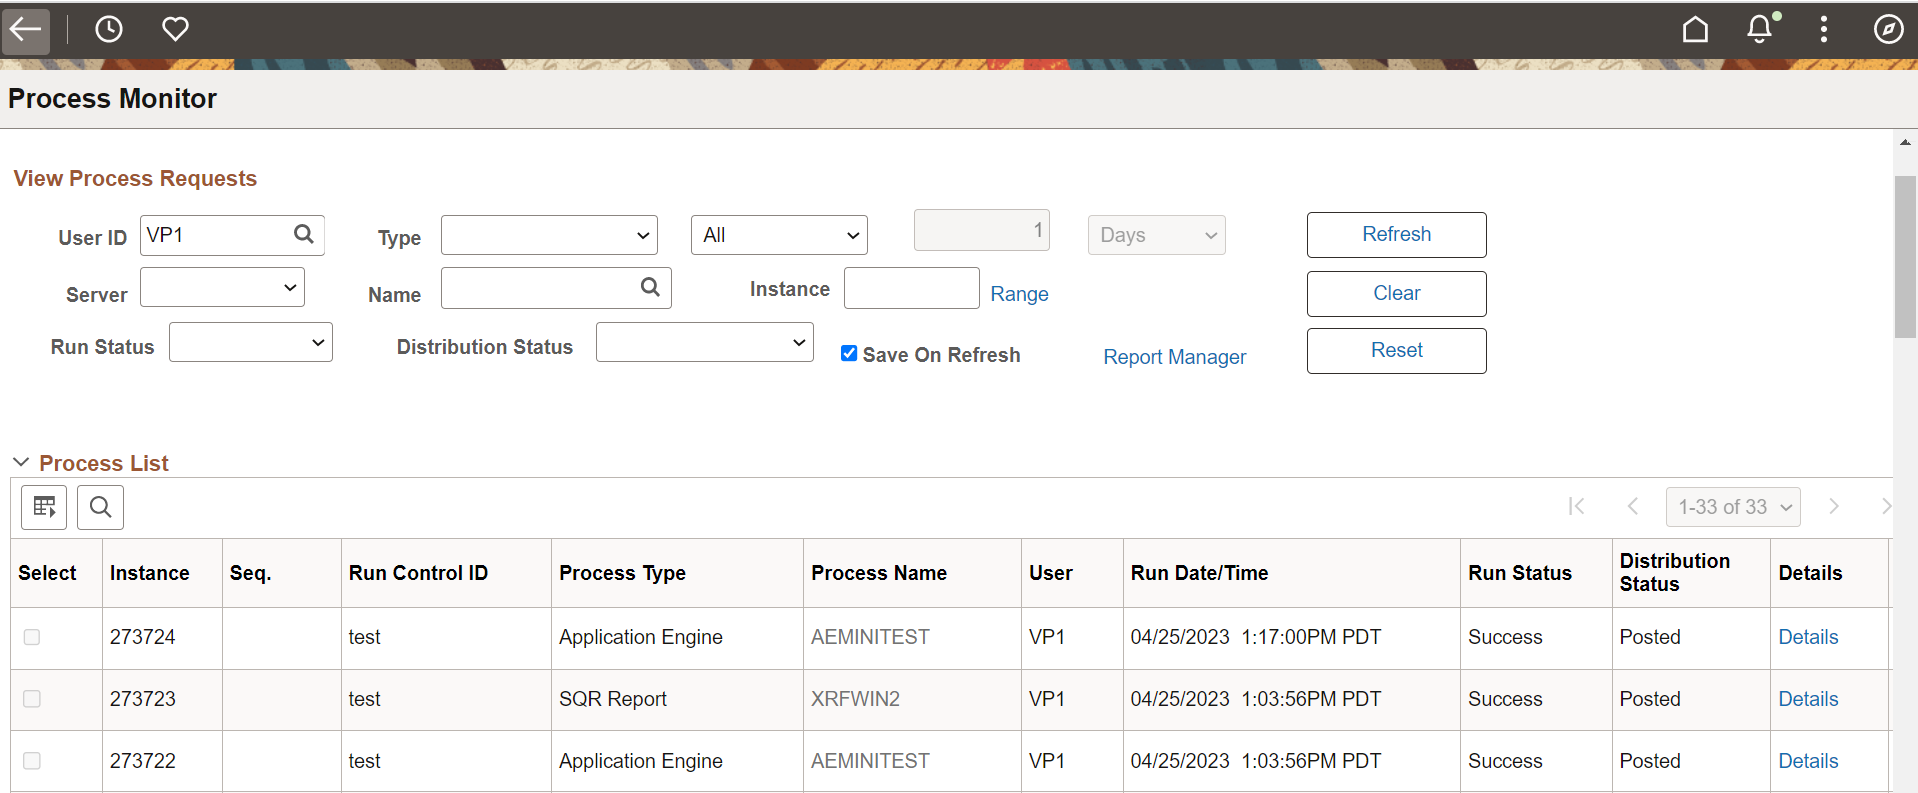 Process Monitor
View Process Requests
User ID VP1 Type All 1 Days Refresh
Server Name Instance Range Clear
Run Status Distribution Status Save On Refresh Report Manager Reset
Process List
1-33 of 33
Select Instance Seq. Run Control ID Process Type Process Name User Run Date/Time Run Status Distribution Status Details
273724 test Application Engine AEMINITEST VP1 04/25/2023 1:17:00PM PDT Success Posted Details
273723 test SQR Report XRFWIN2 VP1 04/25/2023 1:03:56PM PDT Success Posted Details
273722 test Application Engine AEMINITEST VP1 04/25/2023 1:03:56PM PDT Success Posted Details